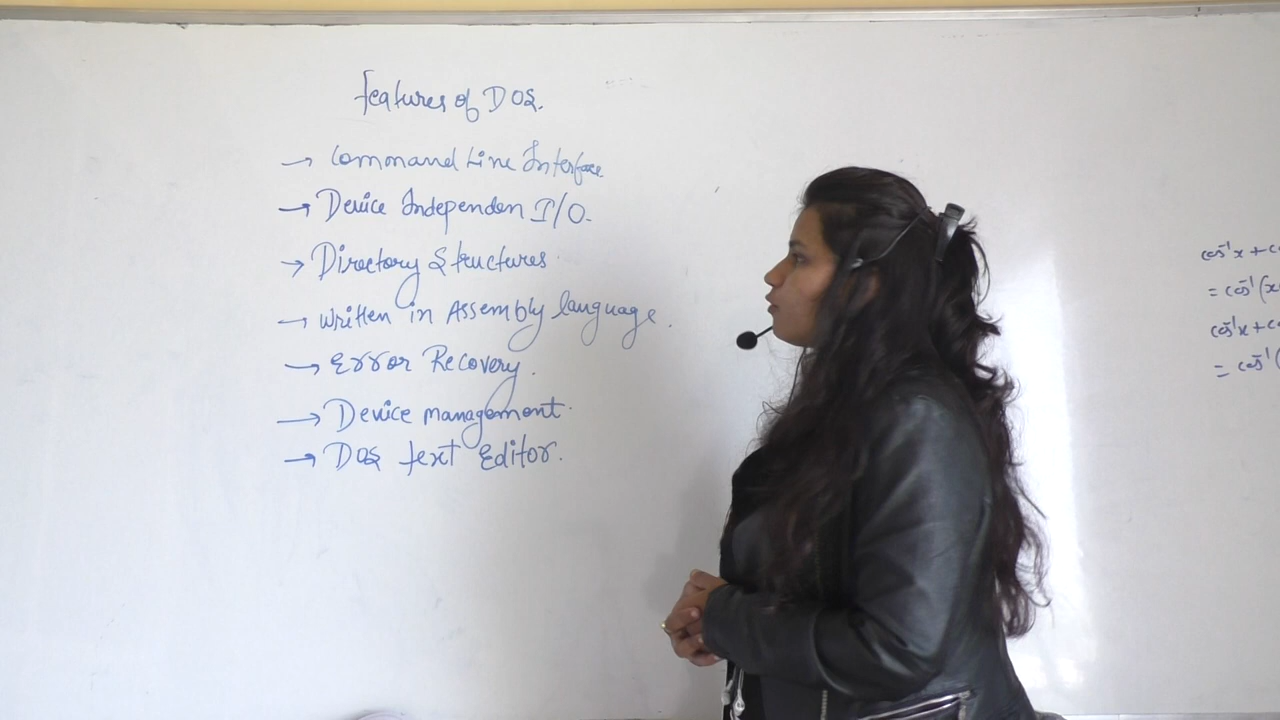 Features of DOS.
→ Command Line Interface
→ Device Independen I/O.
→ Directory Structures
→ Written in Assembly language.
→ Error Recovery.
→ Device management.
→ DOS text Editor.
cos⁻¹x + c
= cos⁻¹(x
cos⁻¹x + c
= cos⁻¹(